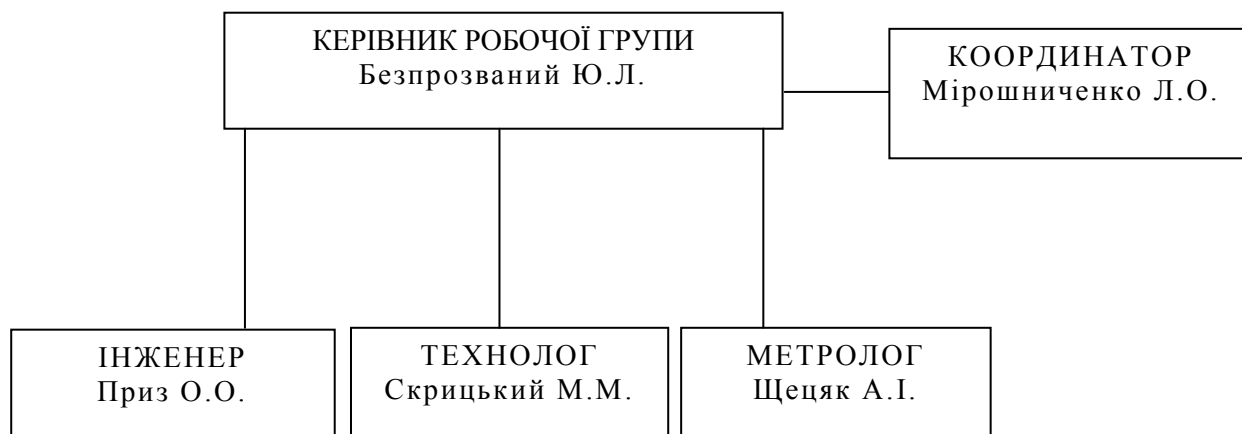 КЕРІВНИК РОБОЧОЇ ГРУПИ
Безпрозваний Ю.Л.
КООРДИНАТОР
Мірошниченко Л.О.
ІНЖЕНЕР
Приз О.О.
ТЕХНОЛОГ
Скрицький М.М.
МЕТРОЛОГ
Щецяк А.І.